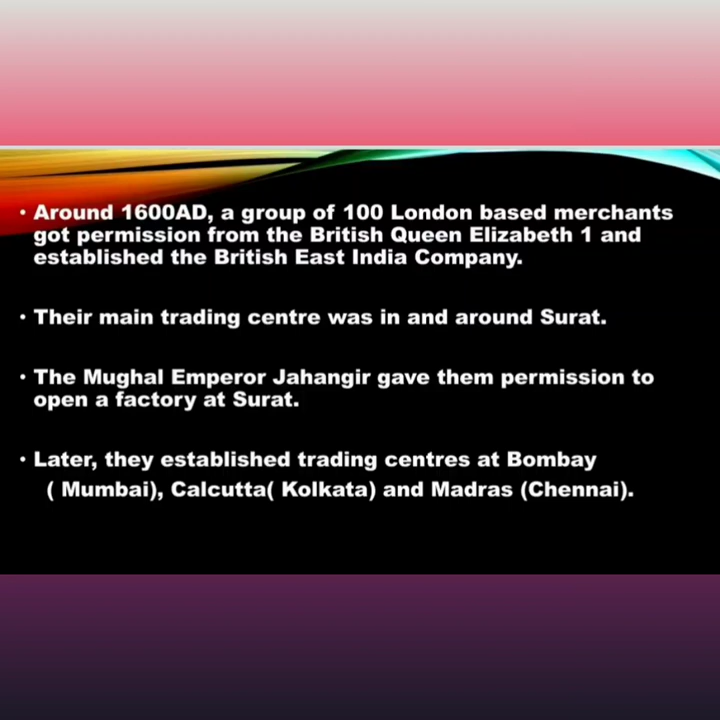 • Around 1600AD, a group of 100 London based merchants
got permission from the British Queen Elizabeth 1 and
established the British East India Company.
• Their main trading centre was in and around Surat.
• The Mughal Emperor Jahangir gave them permission to
open a factory at Surat.
• Later, they established trading centres at Bombay
( Mumbai), Calcutta( Kolkata) and Madras (Chennai).